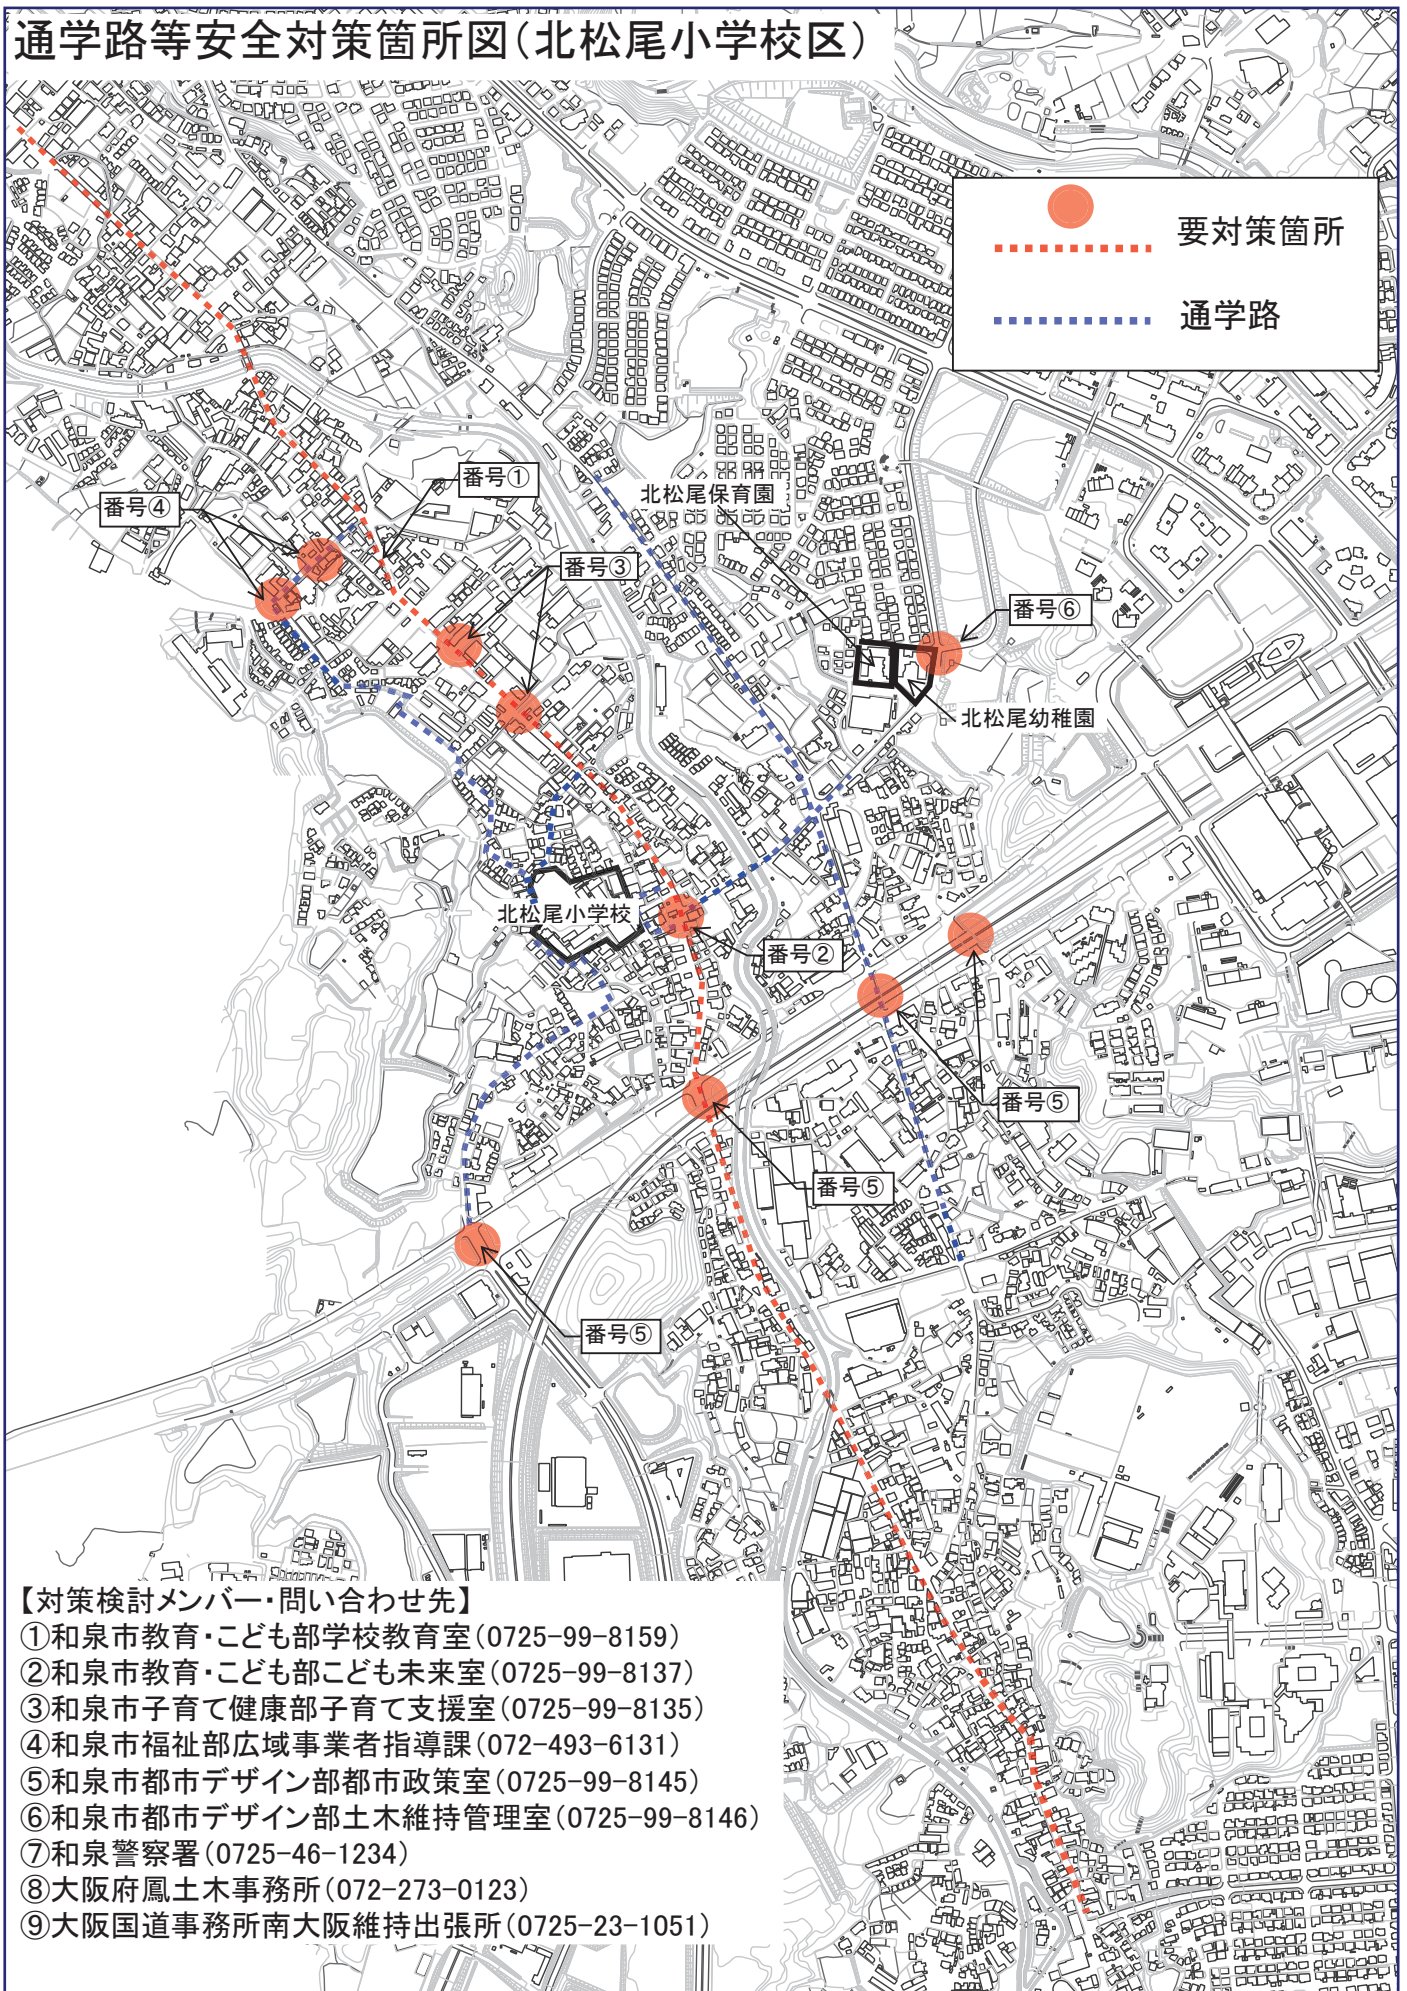 通学路等安全対策箇所図(北松尾小学校区)
要対策箇所
通学路
番号①
番号④
北松尾保育園
番号③
番号⑥
北松尾幼稚園
北松尾小学校
番号②
番号⑤
番号⑤
番号⑤
【対策検討メンバー・問い合わせ先】
①和泉市教育・こども部学校教育室(0725-99-8159)
②和泉市教育・こども部こども未来室(0725-99-8137)
③和泉市子育て健康部子育て支援室(0725-99-8135)
④和泉市福祉部広域事業者指導課(072-493-6131)
⑤和泉市都市デザイン部都市政策室(0725-99-8145)
⑥和泉市都市デザイン部土木維持管理室(0725-99-8146)
⑦和泉警察署(0725-46-1234)
⑧大阪府鳳土木事務所(072-273-0123)
⑨大阪国道事務所南大阪維持出張所(0725-23-1051)